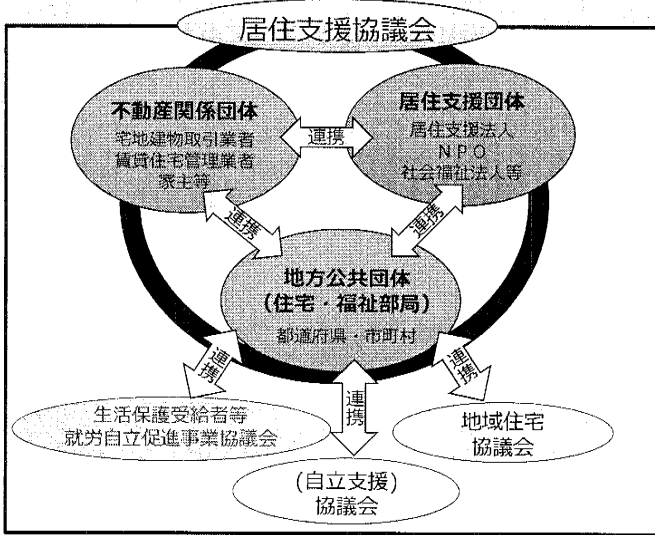 居住支援協議会
不動産関係団体
宅地建物取引業者
賃貸住宅管理業者
家主等
連携
居住支援団体
居住支援法人
NPO
社会福祉法人等
連携
連携
地方公共団体
(住宅・福祉部局)
都道府県・市町村
連携
連携
連携
生活保護受給者等
就労自立促進事業協議会
(自立支援)
協議会
地域住宅
協議会